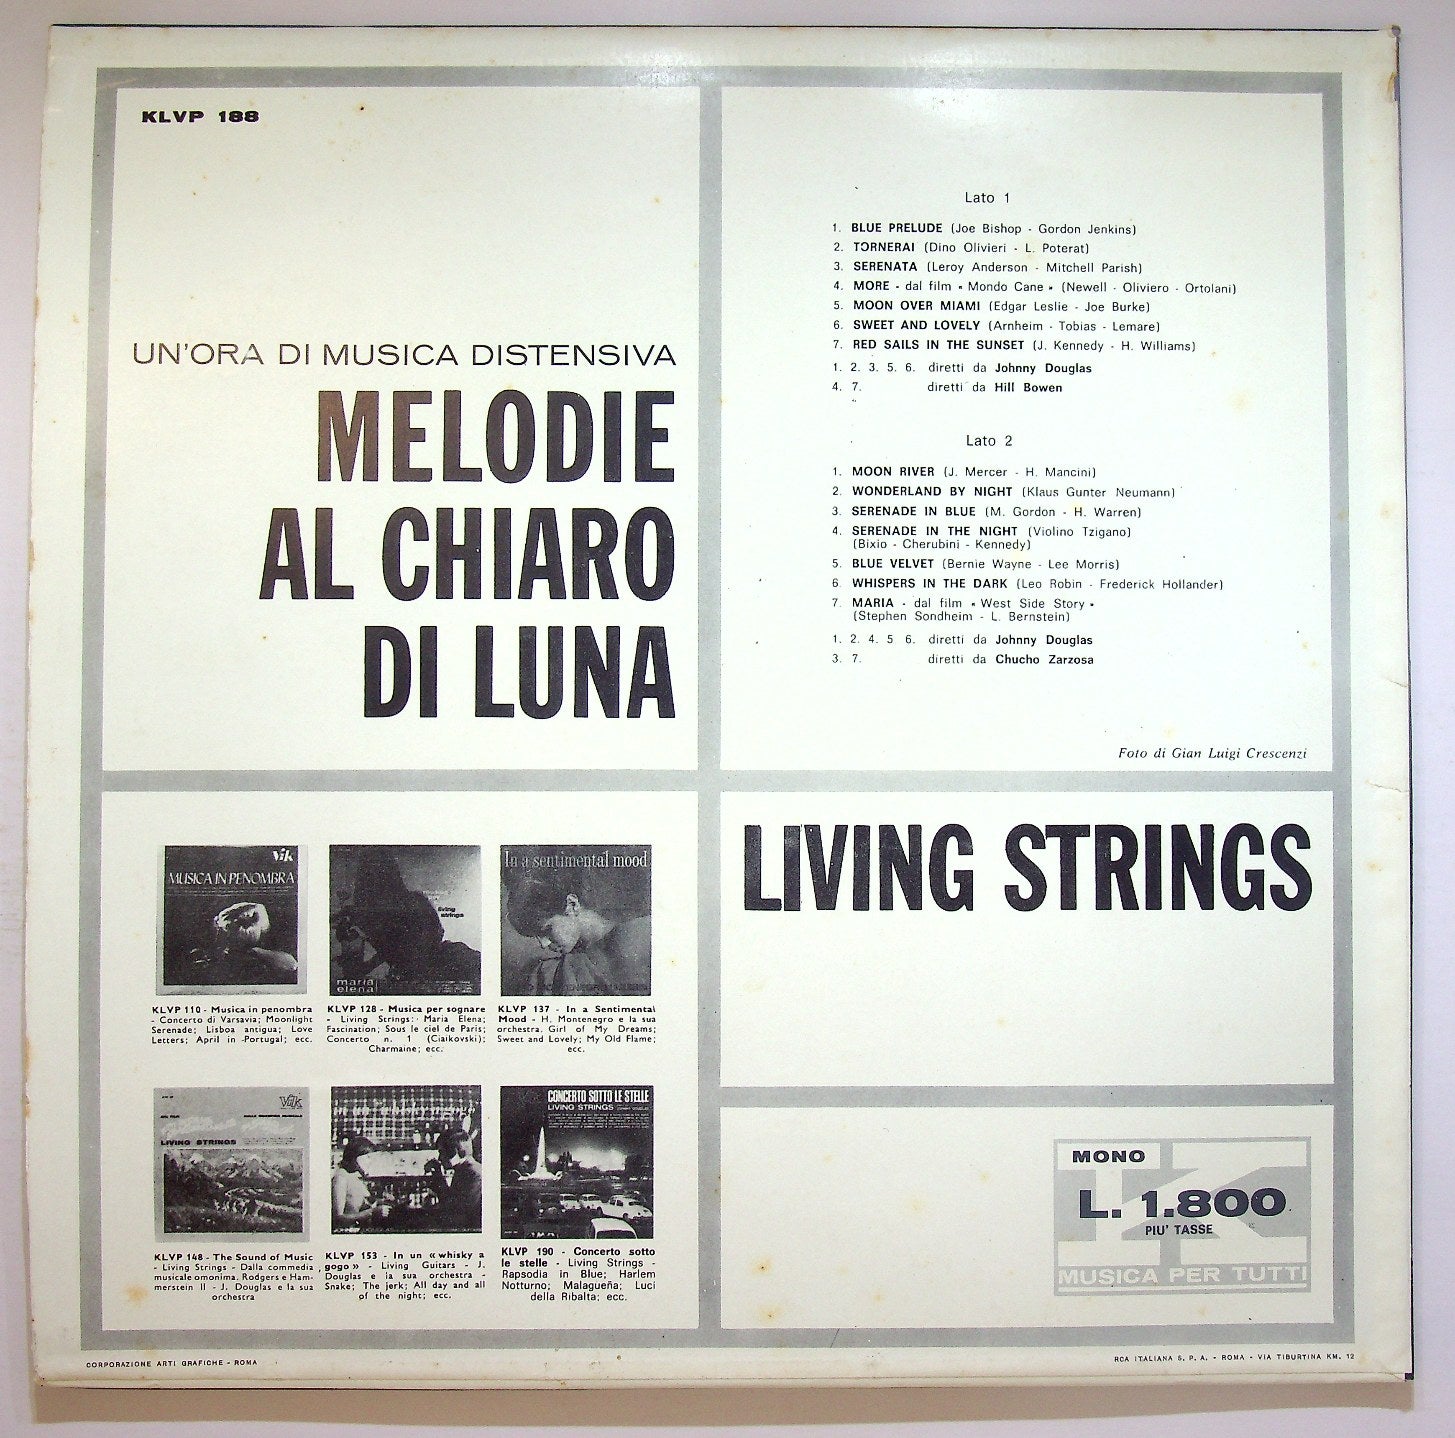 KLVP 188
UN'ORA DI MUSICA DISTENSIVA
MELODIE
AL CHIARO
DI LUNA
Lato 1
1. BLUE PRELUDE (Joe Bishop - Gordon Jenkins)
2. TORNERAI (Dino Olivieri - L. Poterat)
3. SERENATA (Leroy Anderson - Mitchell Parish)
4. MORE - dal film « Mondo Cane » (Newell - Oliviero - Ortolani)
5. MOON OVER MIAMI (Edgar Leslie - Joe Burke)
6. SWEET AND LOVELY (Arnheim - Tobias - Lemare)
7. RED SAILS IN THE SUNSET (J. Kennedy - H. Williams)
1. 2. 3. 5. 6. diretti da Johnny Douglas
4. 7. diretti da Hill Bowen
Lato 2
1. MOON RIVER (J. Mercer - H. Mancini)
2. WONDERLAND BY NIGHT (Klaus Gunter Neumann)
3. SERENADE IN BLUE (M. Gordon - H. Warren)
4. SERENADE IN THE NIGHT (Violino Tzigano)
(Bixio - Cherubini - Kennedy)
5. BLUE VELVET (Bernie Wayne - Lee Morris)
6. WHISPERS IN THE DARK (Leo Robin - Frederick Hollander)
7. MARIA - dal film « West Side Story »
(Stephen Sondheim - L. Bernstein)
1. 2. 4. 5 6. diretti da Johnny Douglas
3. 7. diretti da Chucho Zarzosa
Foto di Gian Luigi Crescenzi
Vik
MUSICA IN PENOMBRA
living
strings
maria
elena
In a sentimental mood
KLVP 110 - Musica in penombra
- Concerto di Varsavia; Moonlight
Serenade; Lisboa antigua; Love
Letters; April in Portugal; ecc.
KLVP 128 - Musica per sognare
- Living Strings: Maria Elena;
Fascination; Sous le ciel de Paris;
Concerto n. 1 (Ciaikovski);
Charmaine; ecc.
KLVP 137 - In a Sentimental
Mood - H. Montenegro e la sua
orchestra. Girl of My Dreams;
Sweet and Lovely; My Old Flame;
ecc.
Vik
LIVING STRINGS
CONCERTO SOTTO LE STELLE
LIVING STRINGS
KLVP 148 - The Sound of Music
- Living Strings - Dalla commedia
musicale omonima. Rodgers e Ham-
merstein II - J. Douglas e la sua
orchestra
KLVP 153 - In un « whisky a
gogo » - Living Guitars - J.
Douglas e la sua orchestra -
Snake; The jerk; All day and all
of the night; ecc.
KLVP 190 - Concerto sotto
le stelle - Living Strings -
Rapsodia in Blue; Harlem
Notturno; Malagueña; Luci
della Ribalta; ecc.
LIVING STRINGS
MONO
K
L. 1.800
PIU' TASSE
MUSICA PER TUTTI
CORPORAZIONE ARTI GRAFICHE - ROMA
RCA ITALIANA S. P. A. - ROMA - VIA TIBURTINA KM. 12